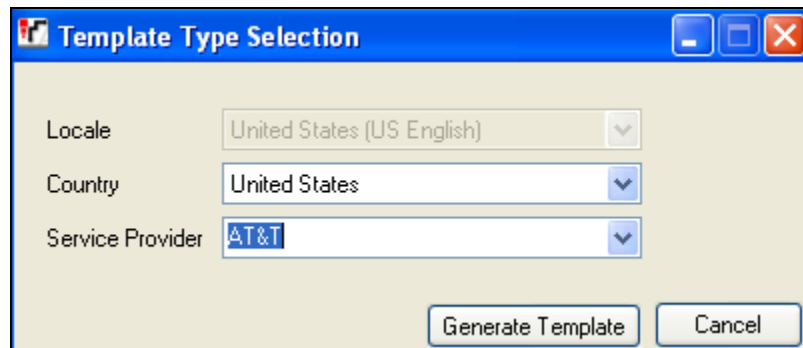 Template Type Selection
Locale United States (US English)
Country United States
Service Provider AT&T
Generate Template Cancel